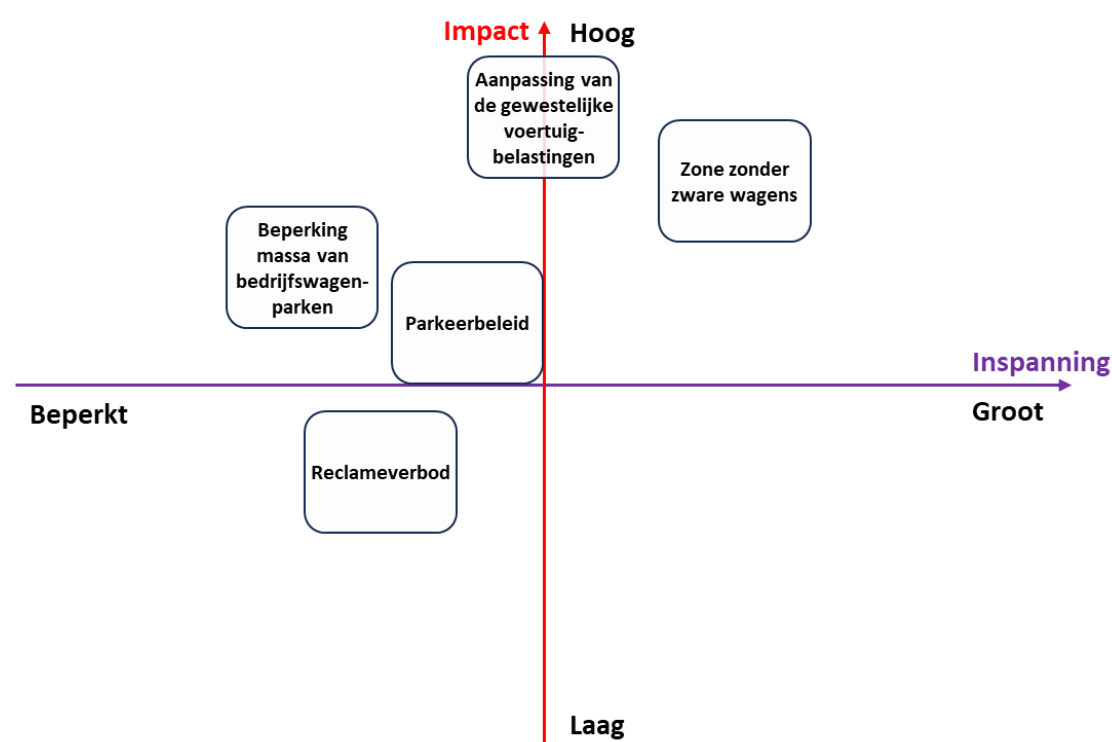 Impact
Hoog
Aanpassing van
de gewestelijke
voertuig-
belastingen
Zone zonder
zware wagens
Beperking
massa van
bedrijfswagen-
parken
Parkeerbeleid
Inspanning
Beperkt
Groot
Reclameverbod
Laag